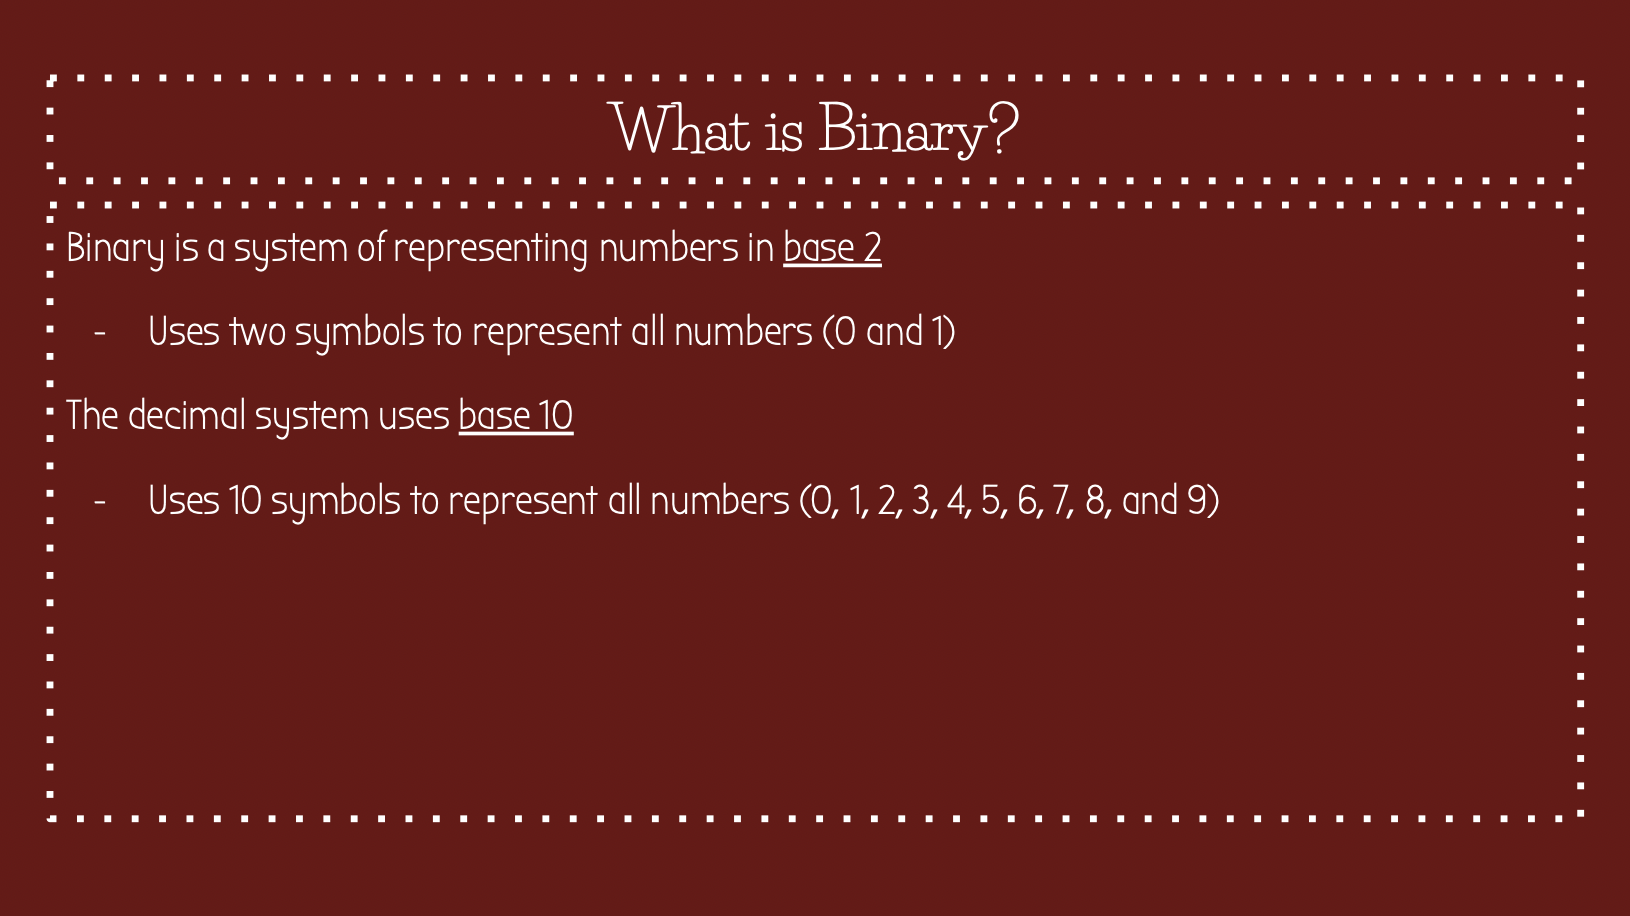 What is Binary?
Binary is a system of representing numbers in base 2
- Uses two symbols to represent all numbers (0 and 1)
The decimal system uses base 10
- Uses 10 symbols to represent all numbers (0, 1, 2, 3, 4, 5, 6, 7, 8, and 9)